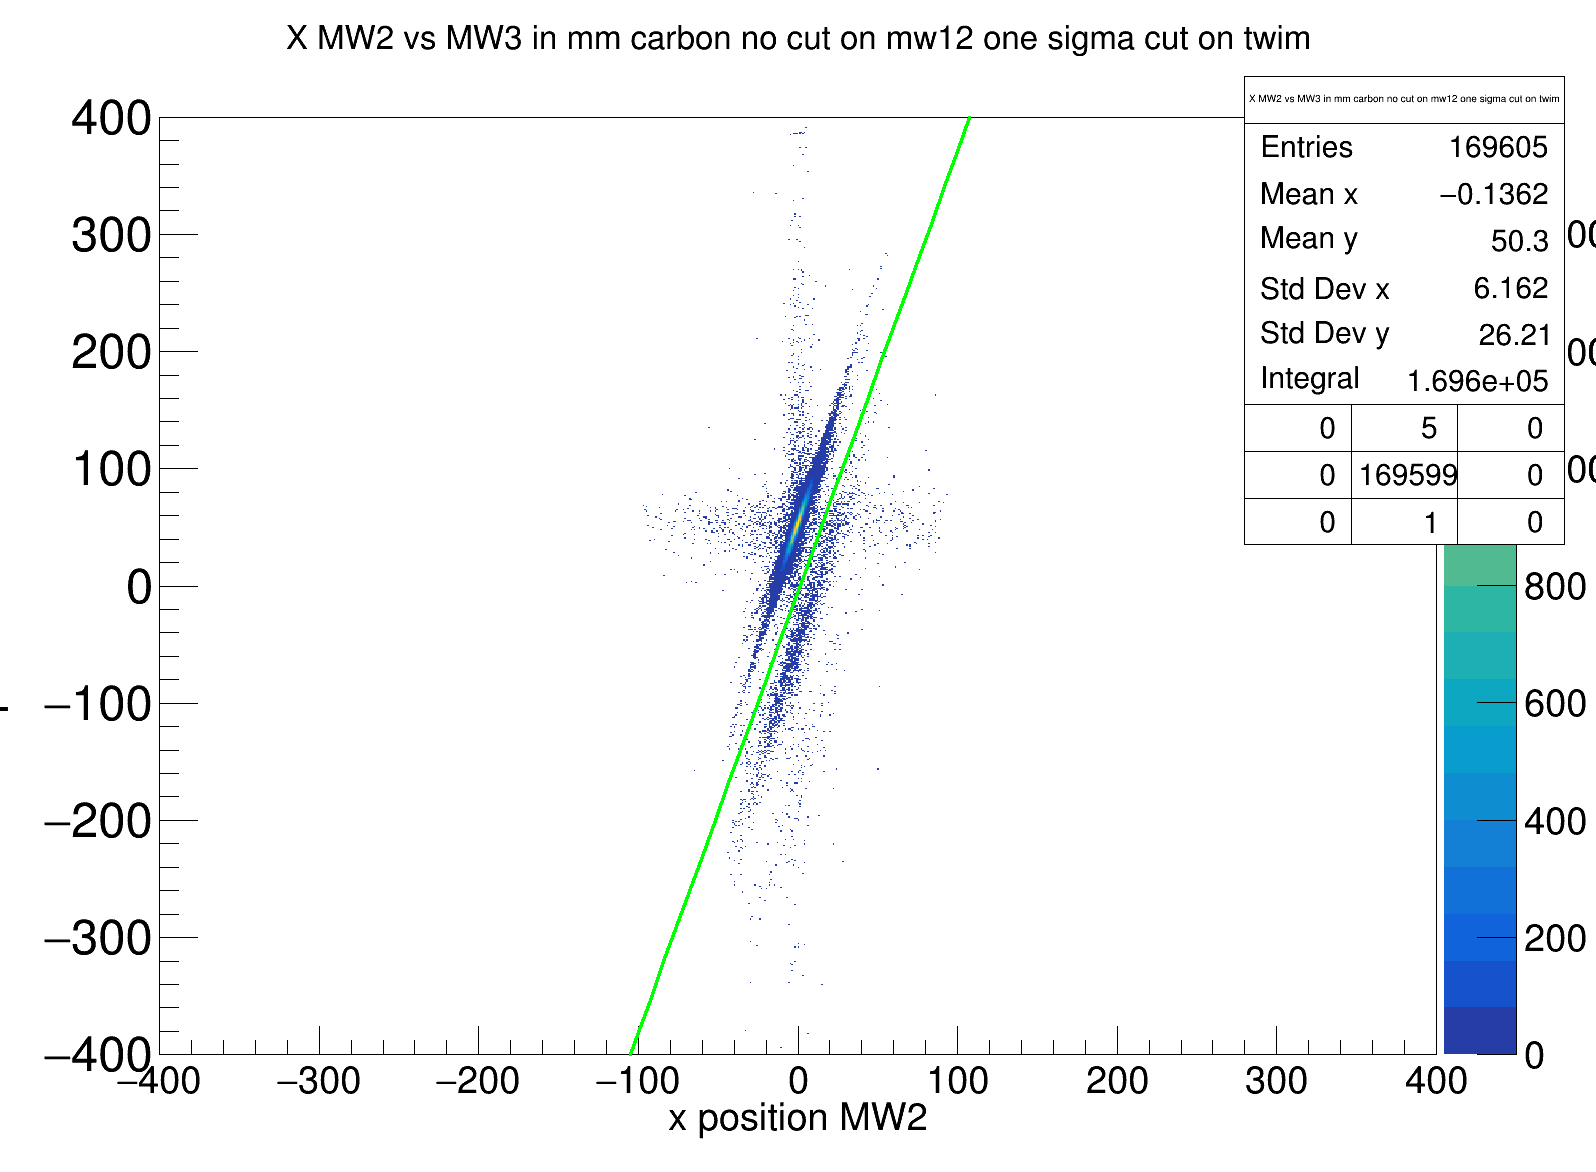 X MW2 vs MW3 in mm carbon no cut on mw12 one sigma cut on twim
X MW2 vs MW3 in mm carbon no cut on mw12 one sigma cut on twim
Entries 169605
Mean x −0.1362
Mean y 50.3
Std Dev x 6.162
Std Dev y 26.21
Integral 1.696e+05
0 5 0
0 169599 0
0 1 0
400
300
200
100
0
−100
−200
−300
−400
−400 −300 −200 −100 0 100 200 300 400
x position MW2
800
600
400
200
0